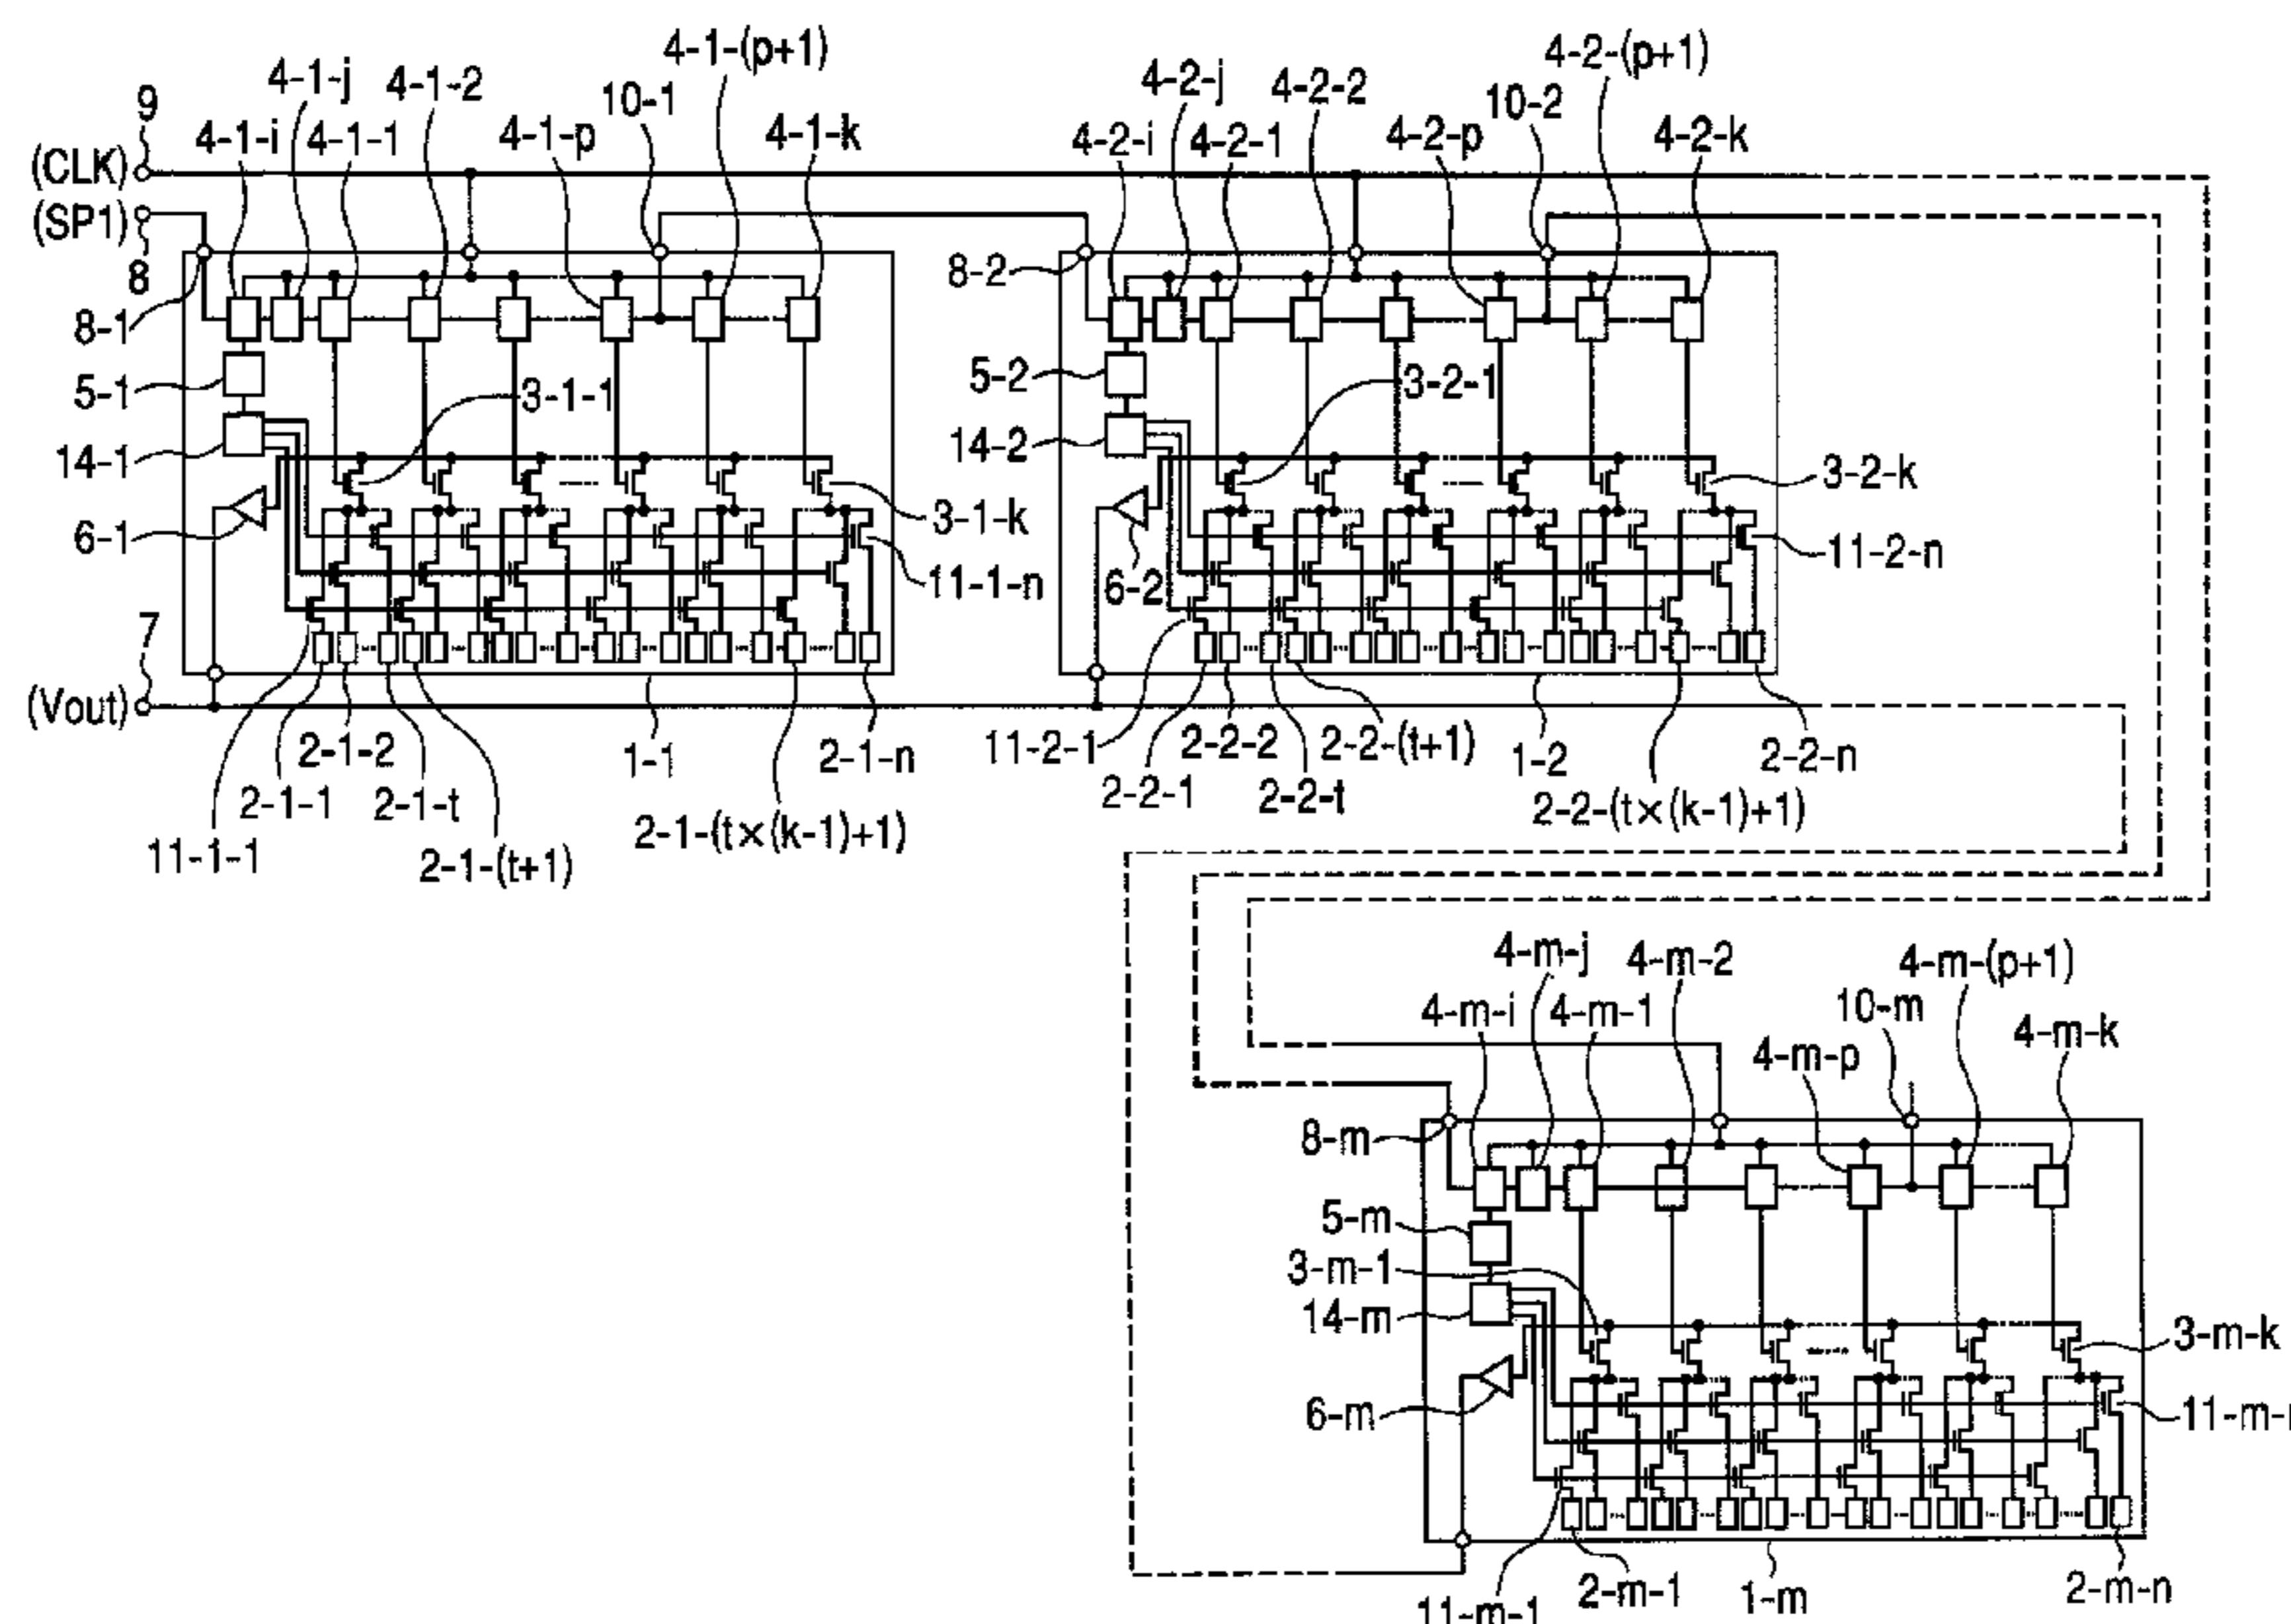 4-1-(p+1)
4-1-j
4-1-2
10-1
9
4-1-i
4-1-1
4-1-p
4-1-k
(CLK)
(SP1)
8
8-1
5-1
14-1
3-1-1
6-1
3-1-k
11-1-n
7
(Vout)
2-1-2
1-1
2-1-n
2-1-1
2-1-t
2-1-(t×(k-1)+1)
11-1-1
2-1-(t+1)
4-2-(p+1)
4-2-j
4-2-2
10-2
4-2-i
4-2-1
4-2-p
4-2-k
8-2
5-2
14-2
3-2-1
3-2-k
6-2
11-2-n
11-2-1
2-2-2
2-2-(t+1)
1-2
2-2-n
2-2-1
2-2-t
2-2-(t×(k-1)+1)
4-m-j
4-m-2
4-m-(p+1)
4-m-i
4-m-1
10-m
4-m-p
4-m-k
8-m
5-m
3-m-1
14-m
3-m-k
6-m
2-m-1
1-m
2-m-n
11-m-1